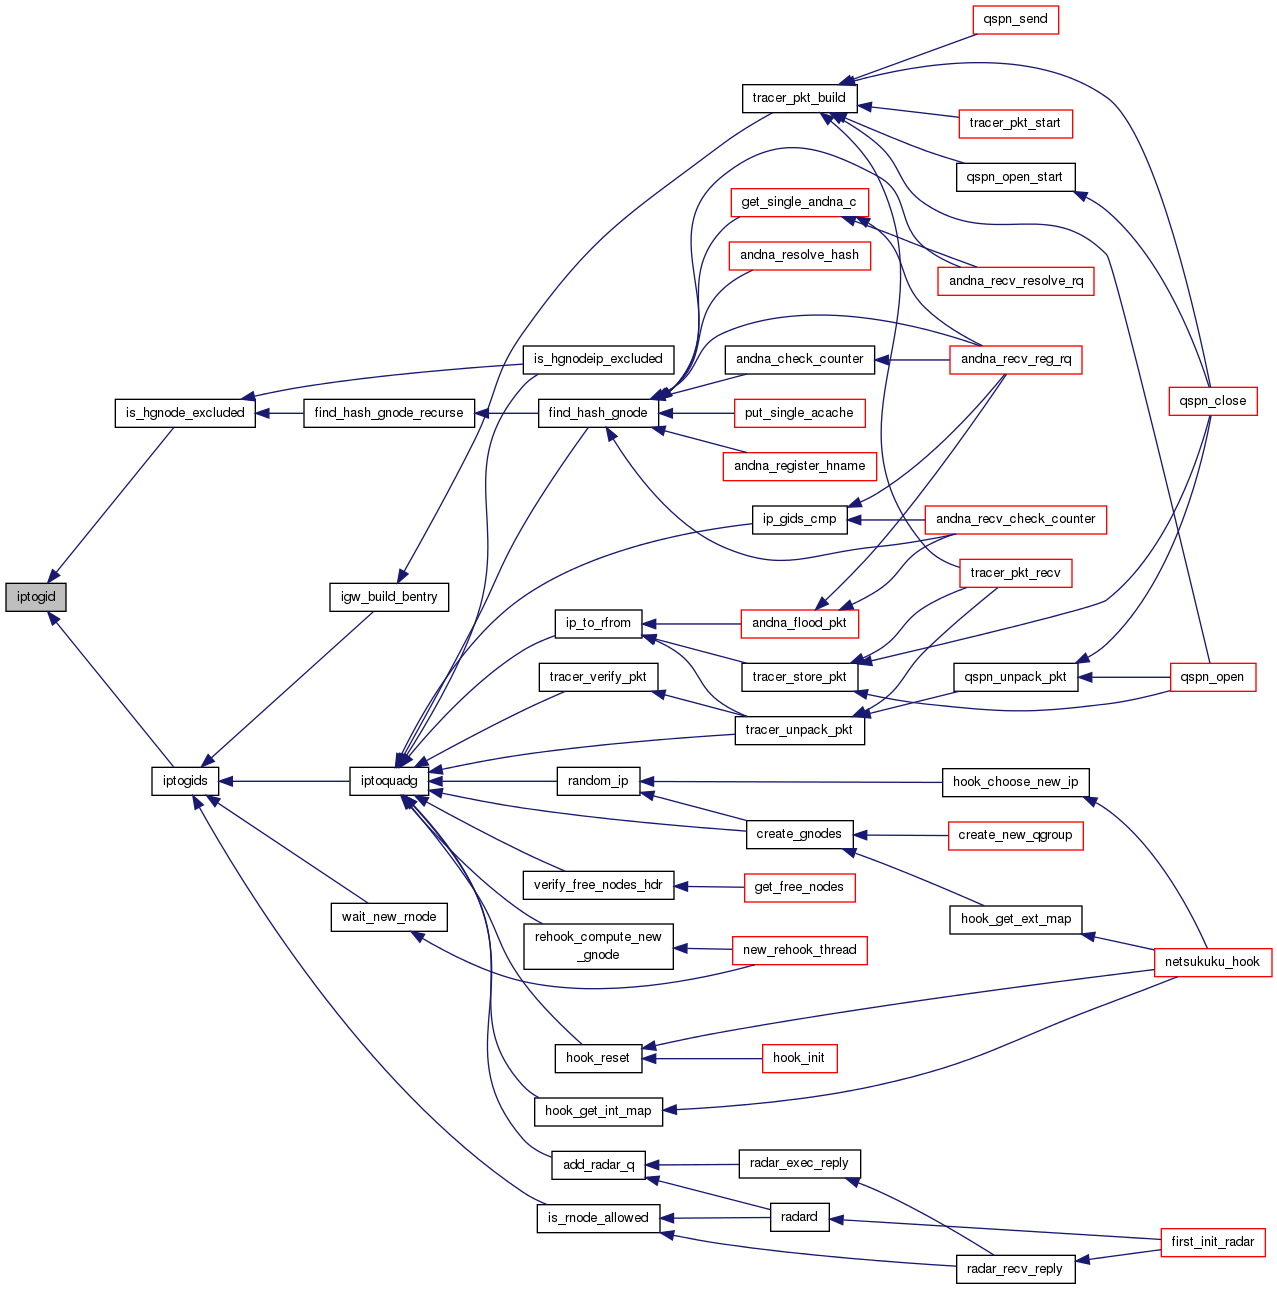 qspn_send
tracer_pkt_build
tracer_pkt_start
qspn_open_start
get_single_andna_c
andna_resolve_hash
andna_recv_resolve_rq
is_hgnodeip_excluded
andna_check_counter
andna_recv_reg_rq
is_hgnode_excluded
find_hash_gnode_recurse
find_hash_gnode
put_single_acache
qspn_close
andna_register_hname
ip_gids_cmp
andna_recv_check_counter
iptogid
igw_build_bentry
tracer_pkt_recv
ip_to_rfrom
andna_flood_pkt
tracer_verify_pkt
tracer_store_pkt
qspn_unpack_pkt
qspn_open
tracer_unpack_pkt
iptogids
iptoquadg
random_ip
hook_choose_new_ip
create_gnodes
create_new_qgroup
verify_free_nodes_hdr
get_free_nodes
wait_new_rnode
hook_get_ext_map
rehook_compute_new
_gnode
new_rehook_thread
netsukuku_hook
hook_reset
hook_init
hook_get_int_map
add_radar_q
radar_exec_reply
is_rnode_allowed
radard
first_init_radar
radar_recv_reply